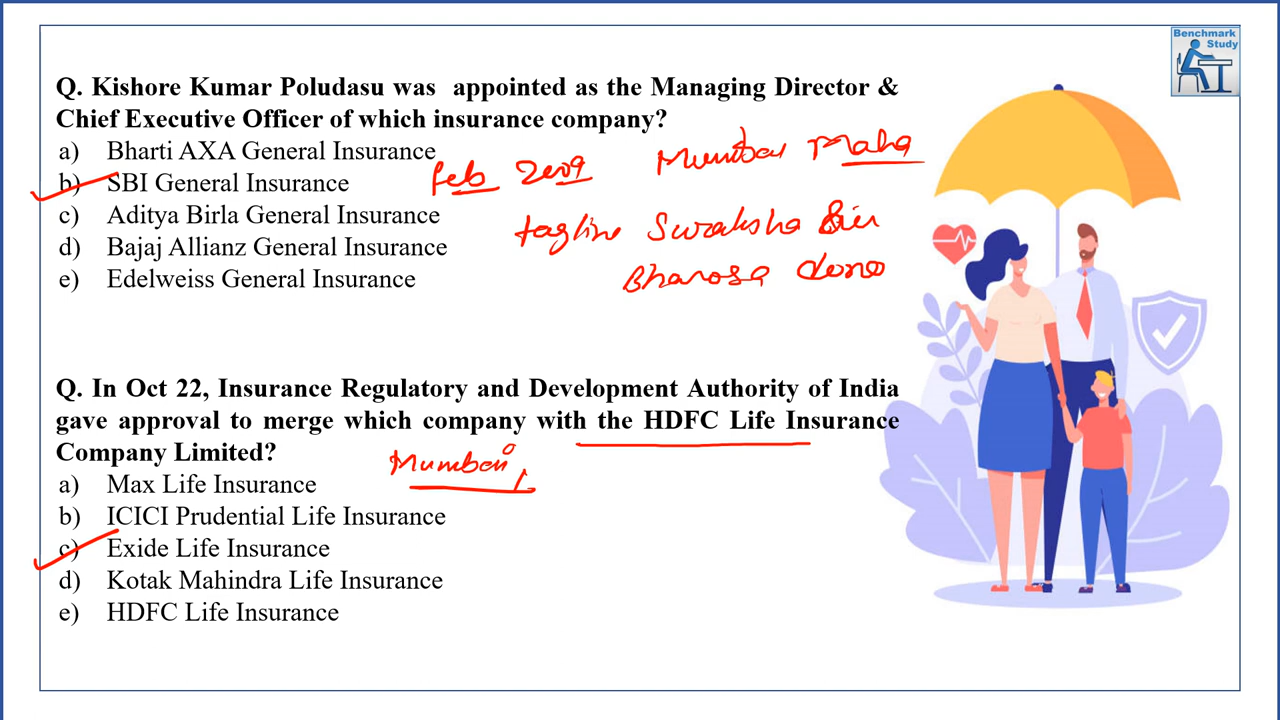 Benchmark
Study
Q. Kishore Kumar Poludasu was appointed as the Managing Director &
Chief Executive Officer of which insurance company?
a) Bharti AXA General Insurance
b) SBI General Insurance
c) Aditya Birla General Insurance
d) Bajaj Allianz General Insurance
e) Edelweiss General Insurance
Feb 2009
Mumbai Maha
tagline Suraksha
Bharosa dono
Q. In Oct 22, Insurance Regulatory and Development Authority of India
gave approval to merge which company with the HDFC Life Insurance
Company Limited?
Mumbai
a) Max Life Insurance
b) ICICI Prudential Life Insurance
c) Exide Life Insurance
d) Kotak Mahindra Life Insurance
e) HDFC Life Insurance